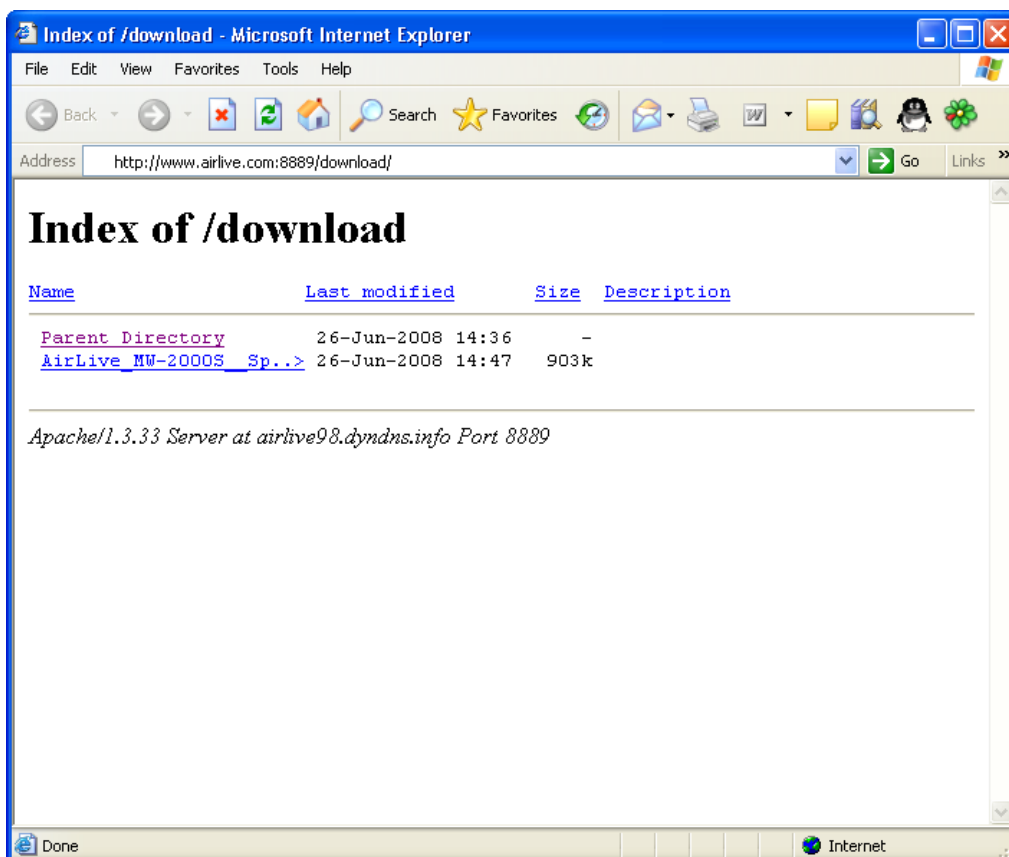 Index of /download - Microsoft Internet Explorer
File Edit View Favorites Tools Help
Back Search Favorites W
Address http://www.airlive.com:8889/download/ Go Links »
Index of /download
Name Last modified Size Description
Parent Directory 26-Jun-2008 14:36 -
AirLive_MW-2000S__Sp..> 26-Jun-2008 14:47 903k
Apache/1.3.33 Server at airlive98.dyndns.info Port 8889
Done Internet